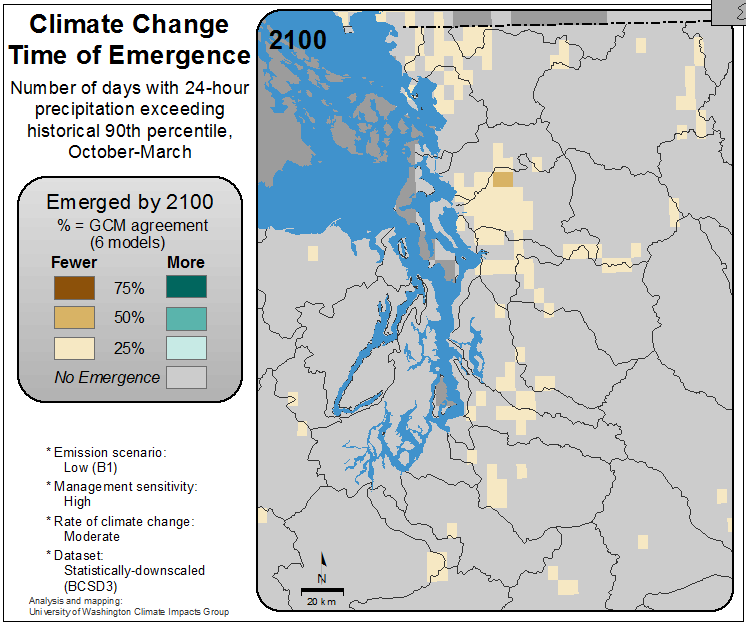 Climate Change
Time of Emergence
Number of days with 24-hour
precipitation exceeding
historical 90th percentile,
October-March
Emerged by 2100
% = GCM agreement
(6 models)
Fewer More
75%
50%
25%
No Emergence
* Emission scenario:
Low (B1)
* Management sensitivity:
High
* Rate of climate change:
Moderate
* Dataset:
Statistically-downscaled
(BCSD3)
Analysis and mapping:
University of Washington Climate Impacts Group
2100
N
20 km